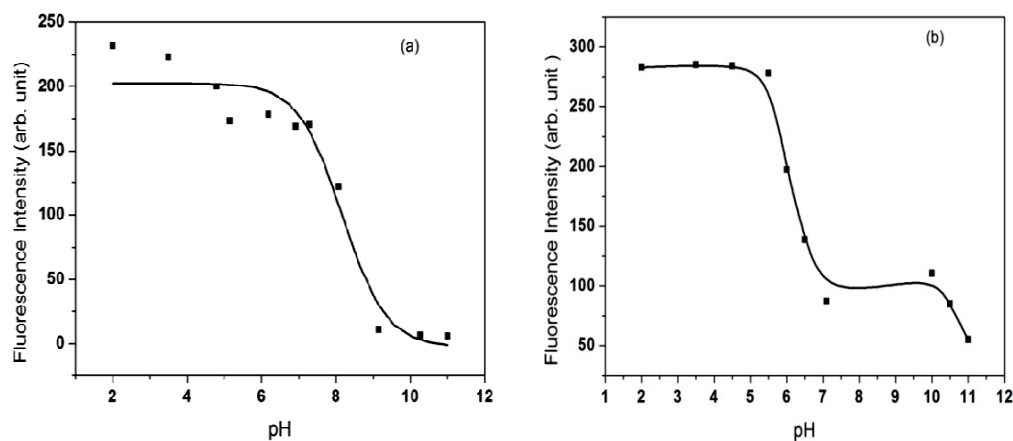 (a)
Fluorescence Intensity (arb. unit)
250
200
150
100
50
0
2 4 6 8 10 12
pH
(b)
Fluorescence Intensity (arb. unit )
300
250
200
150
100
50
1 2 3 4 5 6 7 8 9 10 11 12
pH